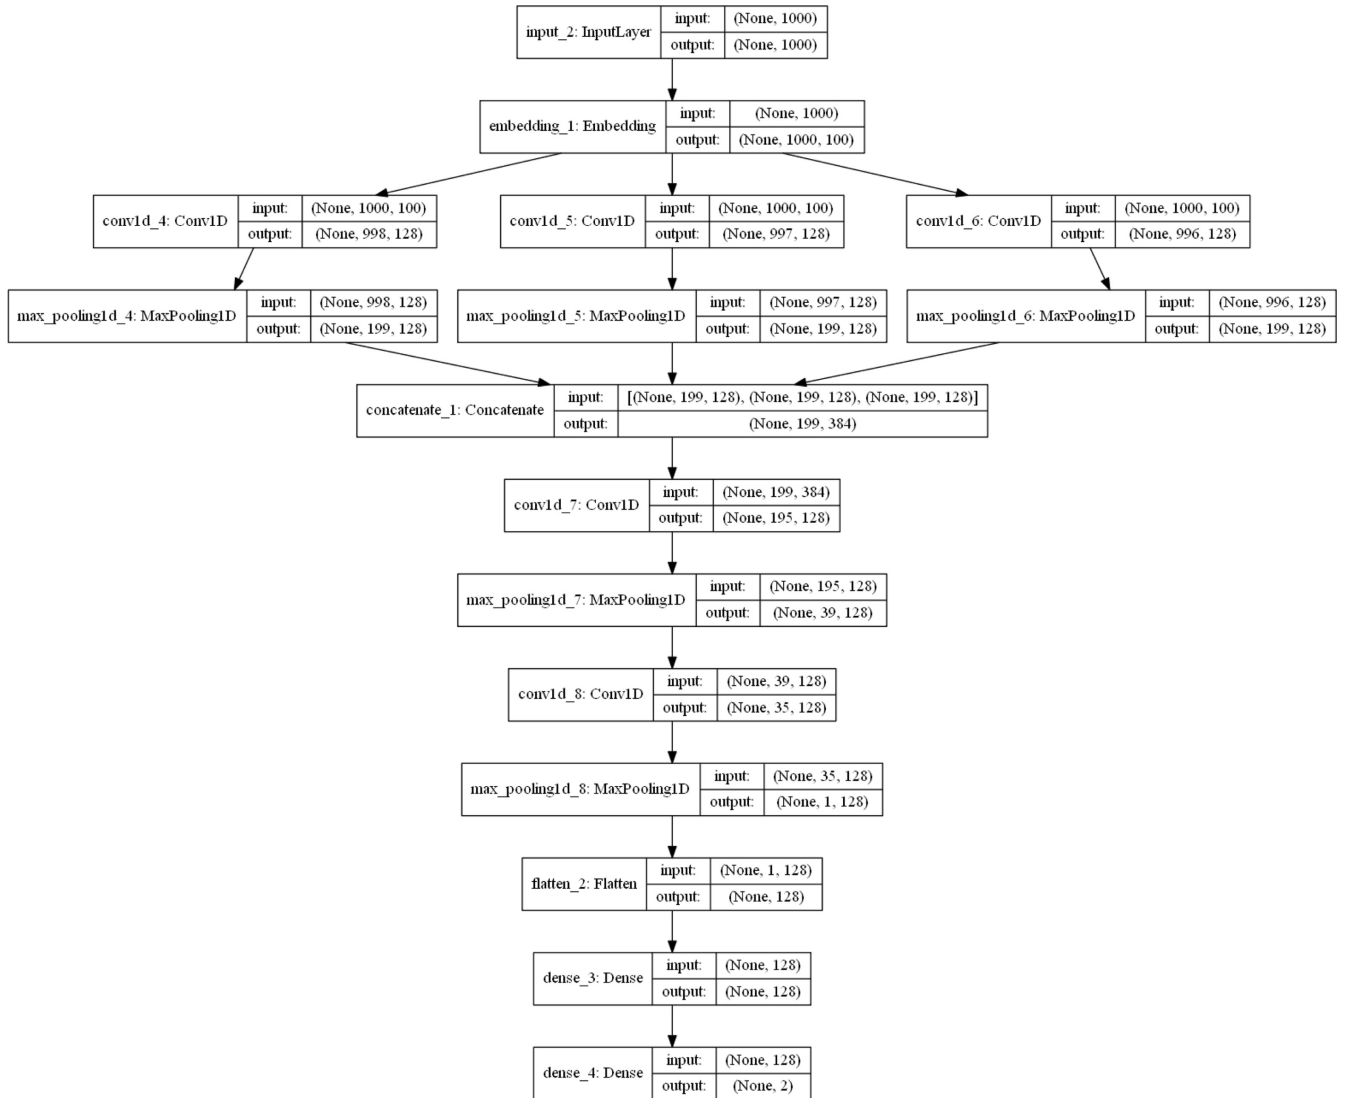 input_2: InputLayer
input: (None, 1000)
output: (None, 1000)
embedding_1: Embedding
input: (None, 1000)
output: (None, 1000, 100)
conv1d_4: Conv1D
input: (None, 1000, 100)
output: (None, 998, 128)
conv1d_5: Conv1D
input: (None, 1000, 100)
output: (None, 997, 128)
conv1d_6: Conv1D
input: (None, 1000, 100)
output: (None, 996, 128)
max_pooling1d_4: MaxPooling1D
input: (None, 998, 128)
output: (None, 199, 128)
max_pooling1d_5: MaxPooling1D
input: (None, 997, 128)
output: (None, 199, 128)
max_pooling1d_6: MaxPooling1D
input: (None, 996, 128)
output: (None, 199, 128)
concatenate_1: Concatenate
input: [(None, 199, 128), (None, 199, 128), (None, 199, 128)]
output: (None, 199, 384)
conv1d_7: Conv1D
input: (None, 199, 384)
output: (None, 195, 128)
max_pooling1d_7: MaxPooling1D
input: (None, 195, 128)
output: (None, 39, 128)
conv1d_8: Conv1D
input: (None, 39, 128)
output: (None, 35, 128)
max_pooling1d_8: MaxPooling1D
input: (None, 35, 128)
output: (None, 1, 128)
flatten_2: Flatten
input: (None, 1, 128)
output: (None, 128)
dense_3: Dense
input: (None, 128)
output: (None, 128)
dense_4: Dense
input: (None, 128)
output: (None, 2)